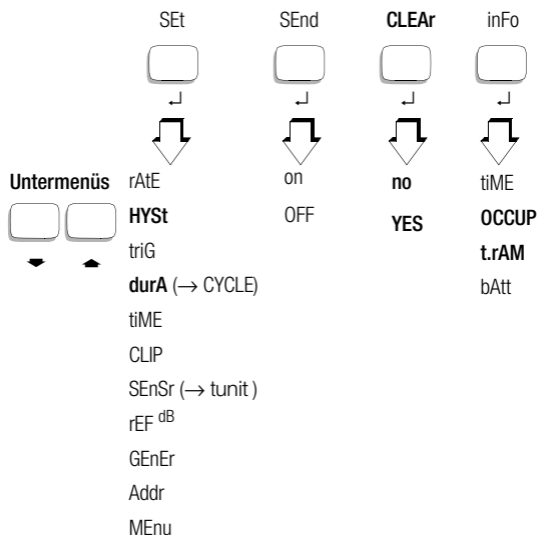 SEt SEnd CLEAr inFo
Untermenüs rAtE on no tiME
HYSt OFF YES OCCUP
triG t.rAM
durA (→ CYCLE) bAtt
tiME
CLIP
SEnSr (→ tunit )
rEF dB
GEnEr
Addr
MEnu